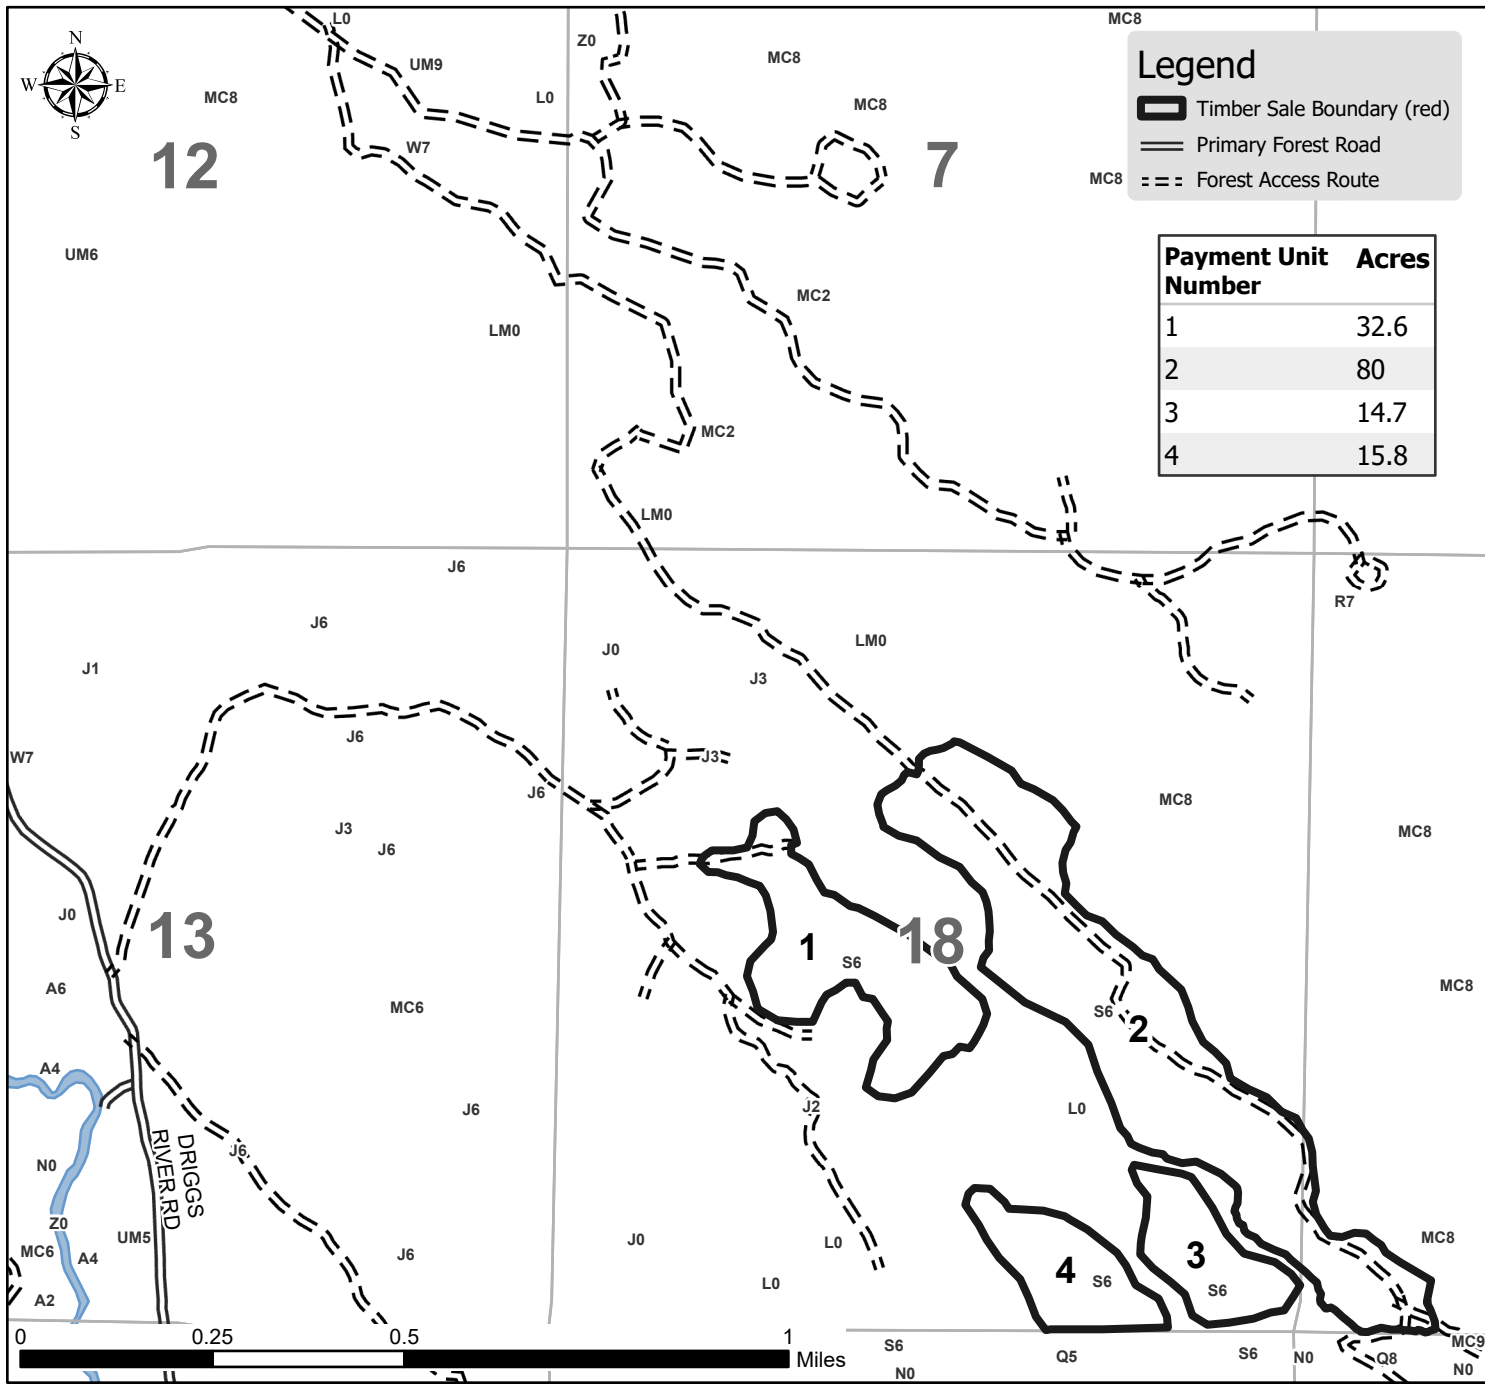 L0
MC8
Z0
N
UM9
MC8
Legend
W
E
MC8
L0
MC8
Timber Sale Boundary (red)
S
W7
Primary Forest Road
12
7
MC8
Forest Access Route
UM6
Payment Unit Number
Acres
MC2
LM0
1
32.6
2
80
3
14.7
MC2
4
15.8
LM0
J6
R7
J6
LM0
J0
J1
J3
J6
W7
J3
J6
MC8
J3
J6
MC8
J0
13
18
1
S6
A6
MC8
MC6
S6
2
A4
J2
J6
L0
J6
N0
DRIGGS
RIVER RD
Z0
UM5
J0
L0
MC8
MC6
A4
J6
3
4
S6
L0
S6
A2
0
0.25
0.5
1
Miles
S6
Q5
S6
N0
Q8
MC9
N0
N0